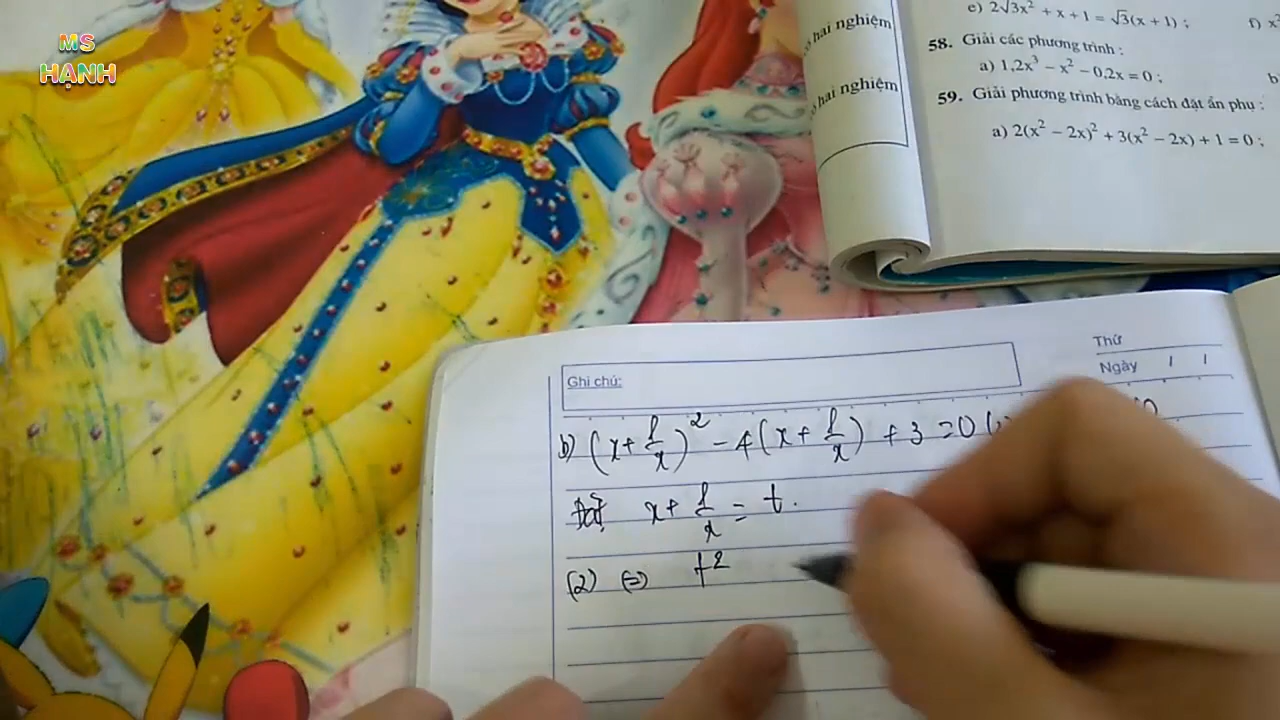 MS
HẠNH
có hai nghiệm
có hai nghiệm
e) 2√3x² + x + 1 = √3(x + 1) ;
f) x²
58. Giải các phương trình :
a) 1,2x³ – x² – 0,2x = 0 ;
b
59. Giải phương trình bằng cách đặt ẩn phụ :
a) 2(x² – 2x)² + 3(x² – 2x) + 1 = 0 ;
Ghi chú:
Thứ
Ngày / /
b) (x + 1/x)² – 4(x + 1/x) + 3 = 0 (
Đặt x + 1/x = t.
(2) (=) t²